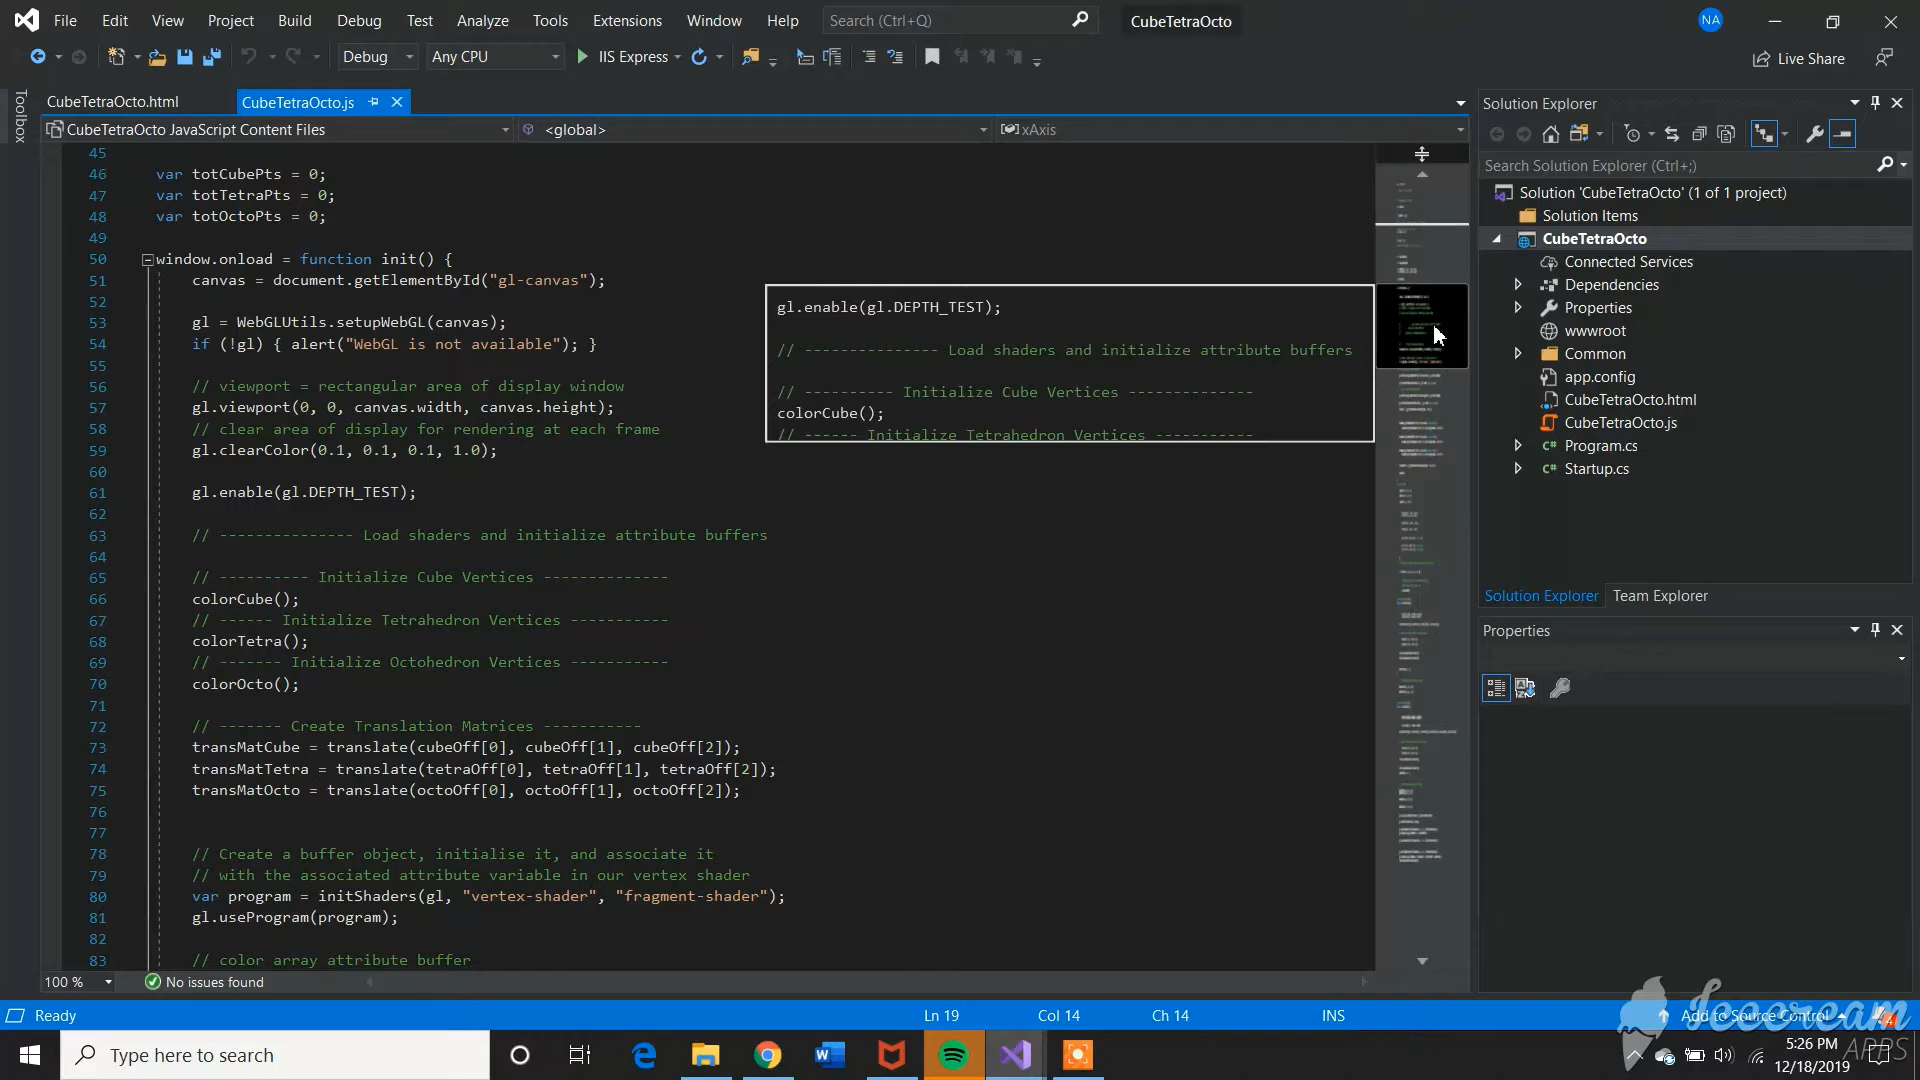 File Edit View Project Build Debug Test Analyze Tools Extensions Window Help Search (Ctrl+Q) CubeTetraOcto NA
Debug Any CPU IIS Express Live Share
Toolbox
CubeTetraOcto.html CubeTetraOcto.js
CubeTetraOcto JavaScript Content Files <global> xAxis
45
46 var totCubePts = 0;
47 var totTetraPts = 0;
48 var totOctoPts = 0;
49
50 window.onload = function init() {
51 canvas = document.getElementById("gl-canvas");
52
53 gl = WebGLUtils.setupWebGL(canvas);
54 if (!gl) { alert("WebGL is not available"); }
55
56 // viewport = rectangular area of display window
57 gl.viewport(0, 0, canvas.width, canvas.height);
58 // clear area of display for rendering at each frame
59 gl.clearColor(0.1, 0.1, 0.1, 1.0);
60
61 gl.enable(gl.DEPTH_TEST);
62
63 // --------------- Load shaders and initialize attribute buffers
64
65 // ---------- Initialize Cube Vertices --------------
66 colorCube();
67 // ------ Initialize Tetrahedron Vertices -----------
68 colorTetra();
69 // ------- Initialize Octohedron Vertices -----------
70 colorOcto();
71
72 // ------- Create Translation Matrices -----------
73 transMatCube = translate(cubeOff[0], cubeOff[1], cubeOff[2]);
74 transMatTetra = translate(tetraOff[0], tetraOff[1], tetraOff[2]);
75 transMatOcto = translate(octoOff[0], octoOff[1], octoOff[2]);
76
77
78 // Create a buffer object, initialise it, and associate it
79 // with the associated attribute variable in our vertex shader
80 var program = initShaders(gl, "vertex-shader", "fragment-shader");
81 gl.useProgram(program);
82
83 // color array attribute buffer
gl.enable(gl.DEPTH_TEST);
// --------------- Load shaders and initialize attribute buffers
// ---------- Initialize Cube Vertices --------------
colorCube();
// ------ Initialize Tetrahedron Vertices -----------
100 % No issues found
Solution Explorer
Search Solution Explorer (Ctrl+;)
Solution 'CubeTetraOcto' (1 of 1 project)
Solution Items
CubeTetraOcto
Connected Services
Dependencies
Properties
wwwroot
Common
app.config
CubeTetraOcto.html
CubeTetraOcto.js
C# Program.cs
C# Startup.cs
Solution Explorer Team Explorer
Properties
Ready Ln 19 Col 14 Ch 14 INS Add to Source Control
Icecream
APPS
Type here to search
5:26 PM
12/18/2019